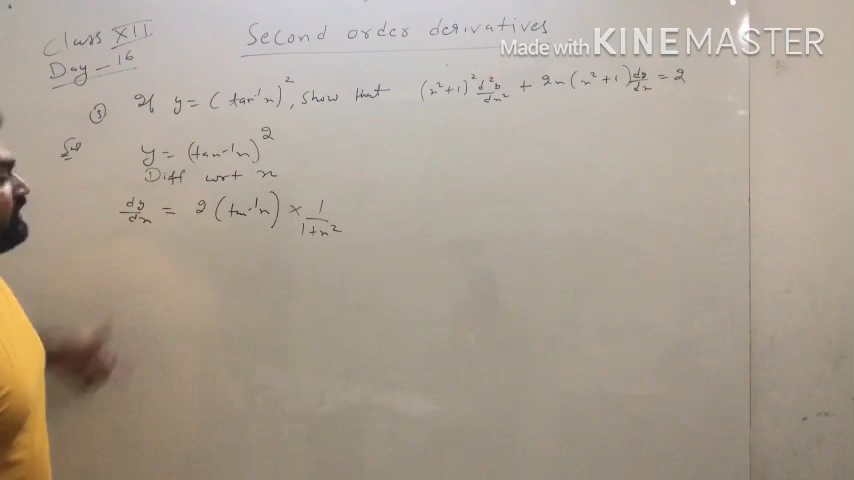 Class XII
Day - 16
Second order derivatives
Made with KINEMASTER
③ If y = (tan⁻¹x)², show that (x²+1)² d²y/dx² + 2x(x²+1) dy/dx = 2
Sol y = (tan⁻¹x)²
Diff wrt x
dy/dx = 2(tan⁻¹x) × 1/1+x²